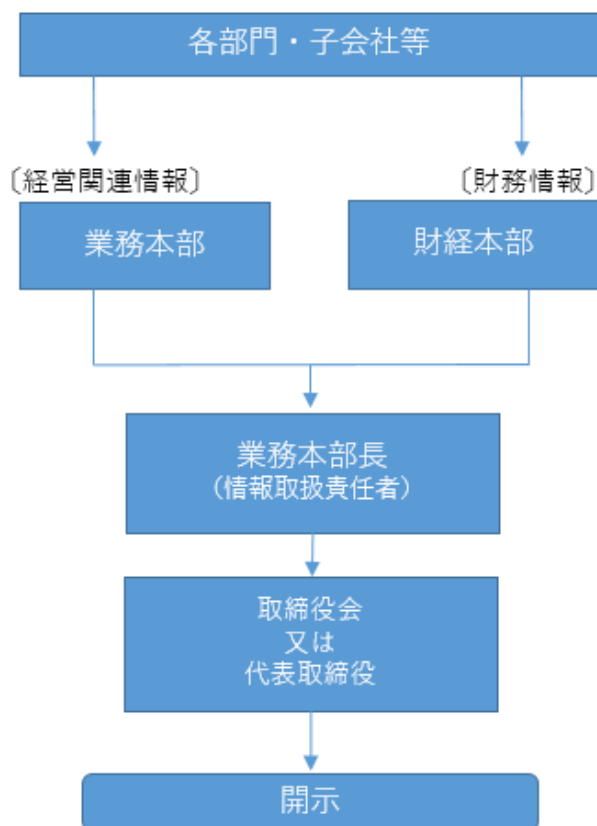 各部門・子会社等
〔経営関連情報〕
〔財務情報〕
業務本部
財経本部
業務本部長
（情報取扱責任者）
取締役会
又は
代表取締役
開示